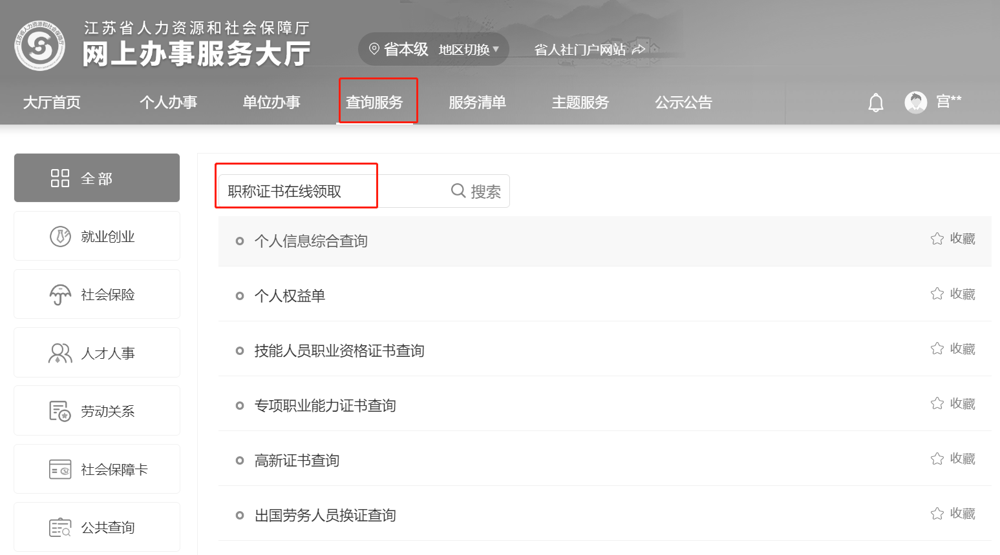 江苏省人力资源和社会保障厅
网上办事服务大厅
省本级 地区切换 省人社门户网站
大厅首页 个人办事 单位办事 查询服务 服务清单 主题服务 公示公告 宫**
全部
就业创业
社会保险
人才人事
劳动关系
社会保障卡
公共查询
职称证书在线领取 搜索
个人信息综合查询 收藏
个人权益单 收藏
技能人员职业资格证书查询 收藏
专项职业能力证书查询 收藏
高新证书查询 收藏
出国劳务人员换证查询 收藏